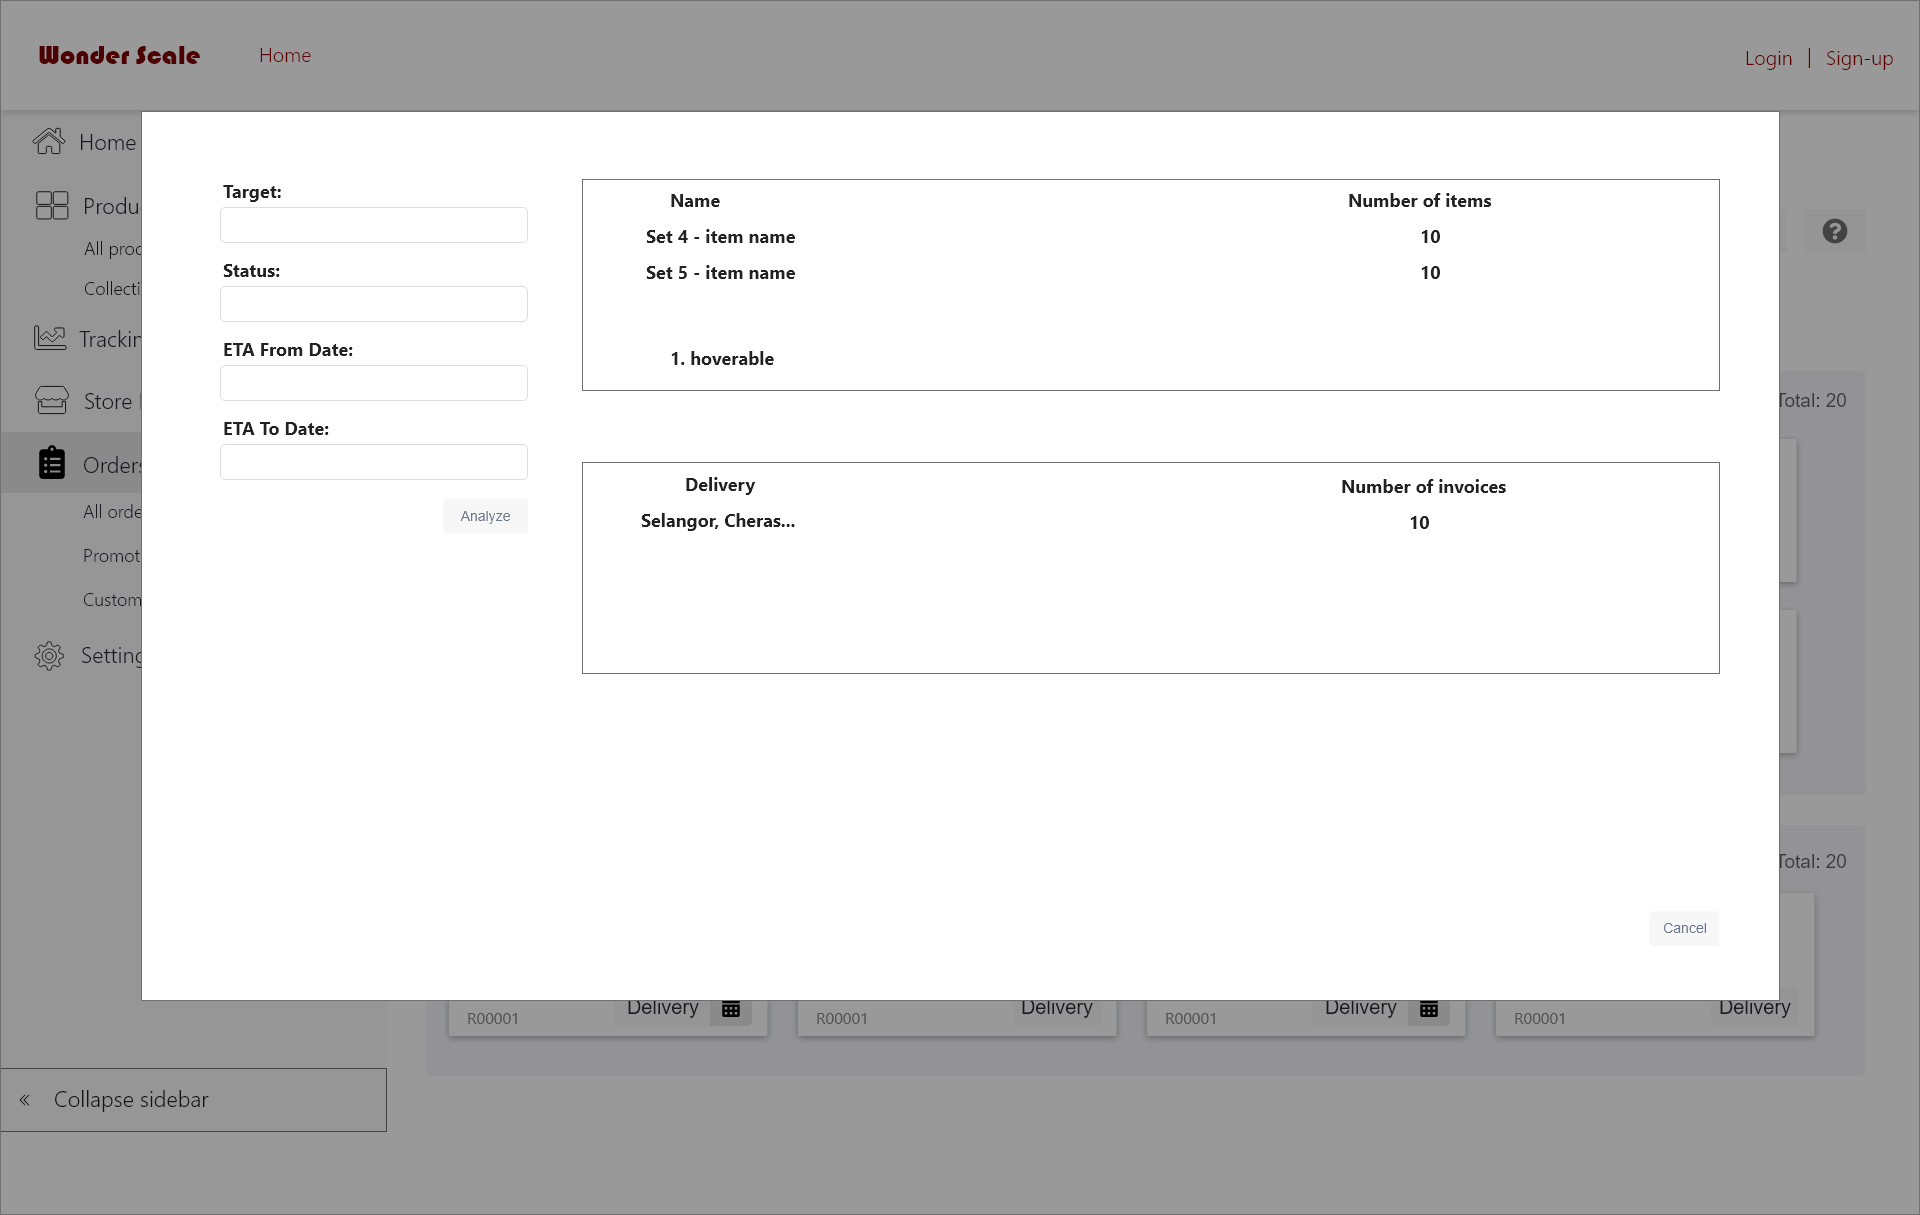 Wonder Scale
Home
Login | Sign-up
Home
Produ
All proc
Collecti
Trackin
Store
Orders
All orde
Promot
Custom
Setting
« Collapse sidebar
Target:
Status:
ETA From Date:
ETA To Date:
Analyze
Name Number of items
Set 4 - item name 10
Set 5 - item name 10
1. hoverable
Delivery Number of invoices
Selangor, Cheras... 10
Cancel
Total: 20
Total: 20
R00001 Delivery
R00001 Delivery
R00001 Delivery
R00001 Delivery